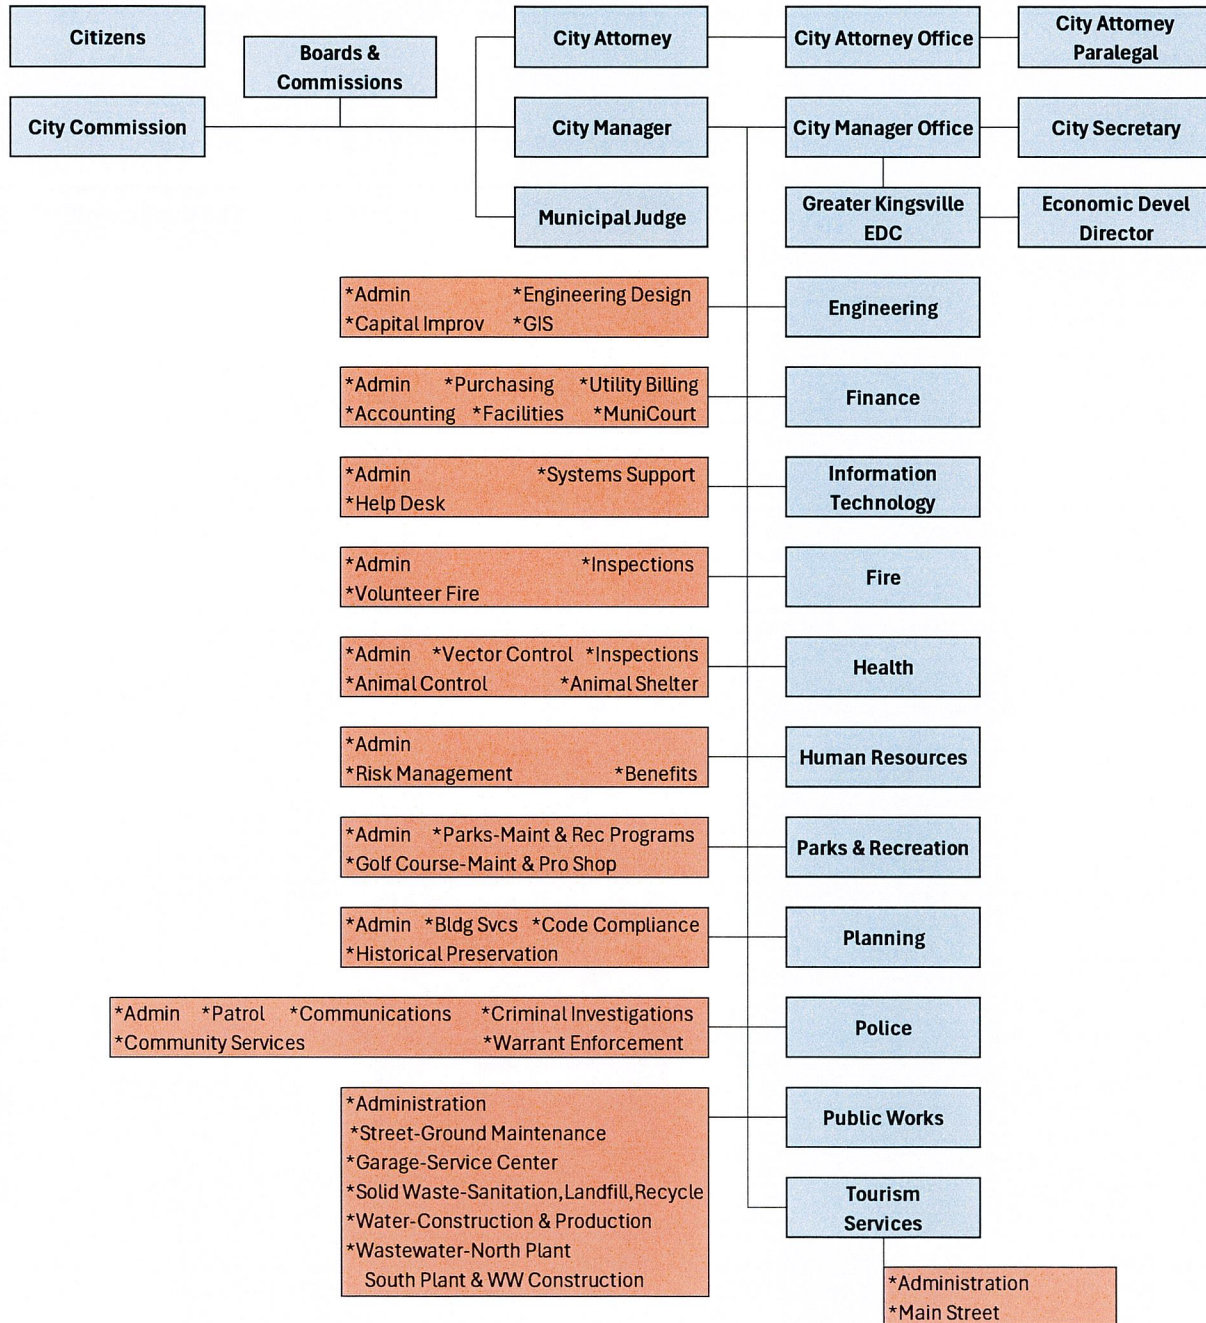 Citizens
Boards &
Commissions
City Commission
City Attorney
City Attorney Office
City Attorney
Paralegal
City Manager
City Manager Office
City Secretary
Municipal Judge
Greater Kingsville
EDC
Economic Devel
Director
*Admin *Engineering Design
*Capital Improv *GIS
Engineering
*Admin *Purchasing *Utility Billing
*Accounting *Facilities *MuniCourt
Finance
*Admin *Systems Support
*Help Desk
Information
Technology
*Admin *Inspections
*Volunteer Fire
Fire
*Admin *Vector Control *Inspections
*Animal Control *Animal Shelter
Health
*Admin
*Risk Management *Benefits
Human Resources
*Admin *Parks-Maint & Rec Programs
*Golf Course-Maint & Pro Shop
Parks & Recreation
*Admin *Bldg Svcs *Code Compliance
*Historical Preservation
Planning
*Admin *Patrol *Communications *Criminal Investigations
*Community Services *Warrant Enforcement
Police
*Administration
*Street-Ground Maintenance
*Garage-Service Center
*Solid Waste-Sanitation,Landfill,Recycle
*Water-Construction & Production
*Wastewater-North Plant
South Plant & WW Construction
Public Works
Tourism
Services
*Administration
*Main Street